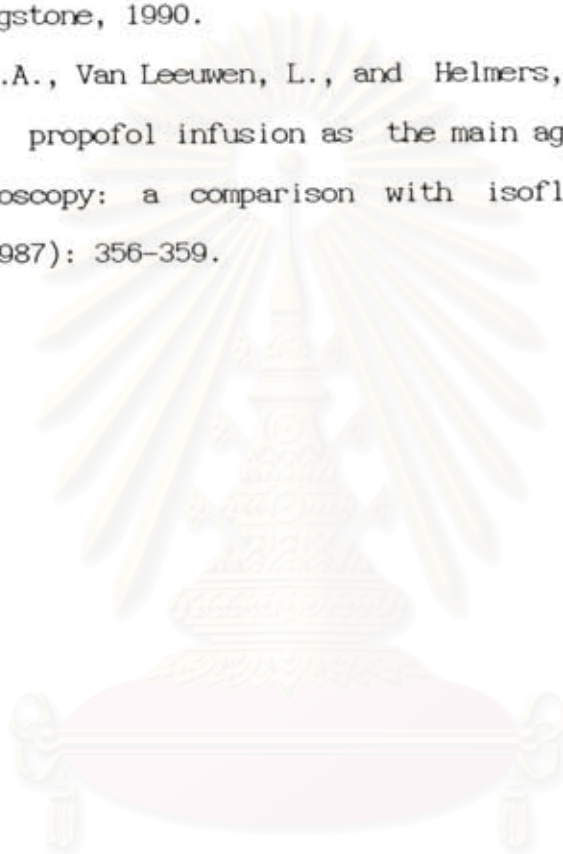 gstone, 1990.
.A., Van Leeuwen, L., and Helmers,
propofol infusion as the main ag
oscopy: a comparison with isofl
987): 356-359.